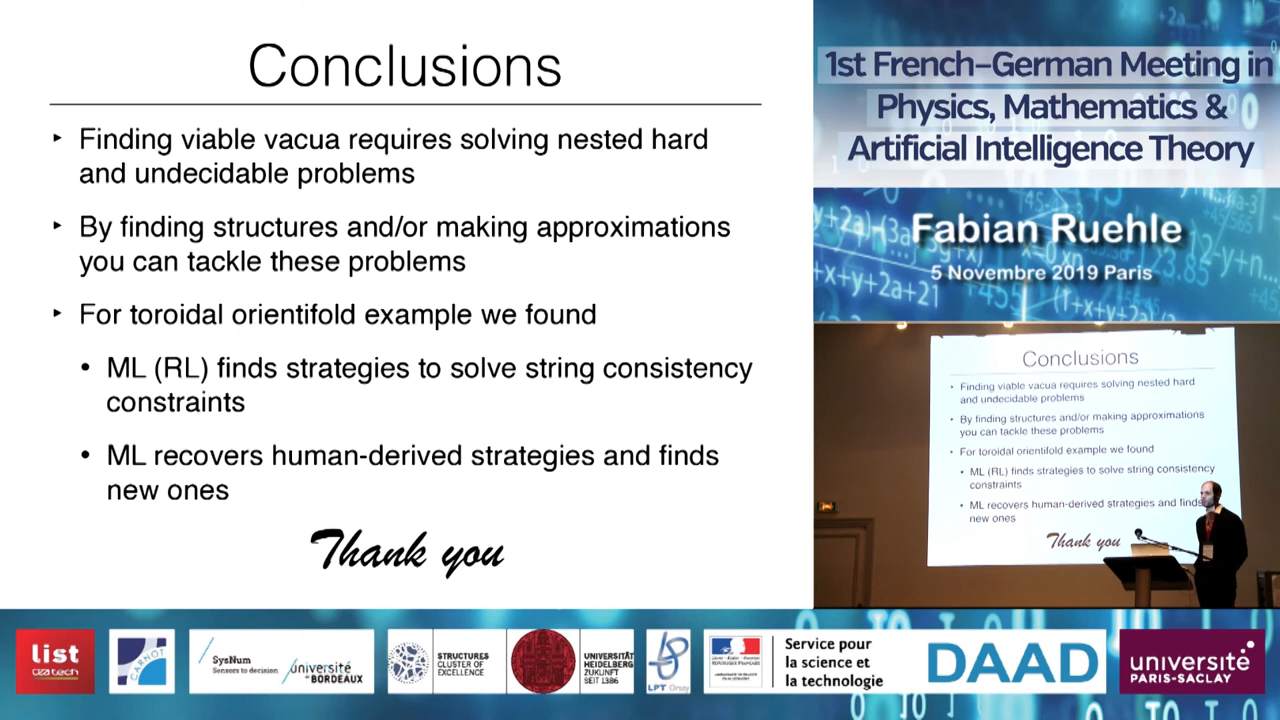 Conclusions
‣ Finding viable vacua requires solving nested hard
and undecidable problems
‣ By finding structures and/or making approximations
you can tackle these problems
‣ For toroidal orientifold example we found
• ML (RL) finds strategies to solve string consistency
constraints
• ML recovers human-derived strategies and finds
new ones
Thank you
1st French–German Meeting in
Physics, Mathematics &
Artificial Intelligence Theory
Fabian Ruehle
5 Novembre 2019 Paris
Conclusions
‣ Finding viable vacua requires solving nested hard
and undecidable problems
‣ By finding structures and/or making approximations
you can tackle these problems
‣ For toroidal orientifold example we found
• ML (RL) finds strategies to solve string consistency
constraints
• ML recovers human-derived strategies and finds
new ones
Thank you
list
cea tech
CARNOT
SysNum
Sensors to decision
université
de BORDEAUX
STRUCTURES
CLUSTER OF
EXCELLENCE
UNIVERSITÄT
HEIDELBERG
ZUKUNFT
SEIT 1386
LPT Orsay
Service pour
la science et
la technologie
DAAD
université
PARIS-SACLAY